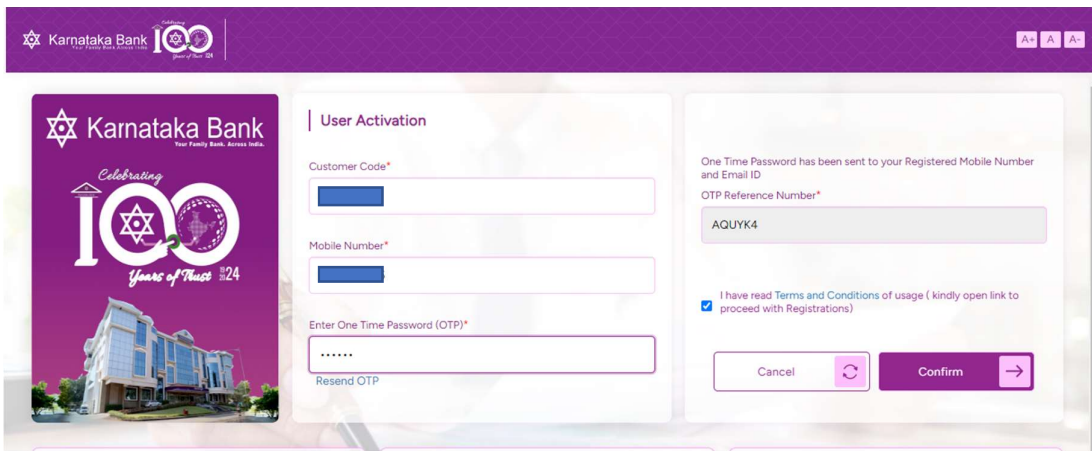 Karnataka Bank
Your Family Bank Across India
Celebrating
100
Years of Trust 24
A+ A A-
Karnataka Bank
Your Family Bank. Across India.
Celebrating
100
Years of Trust 24
User Activation
Customer Code*
Mobile Number*
Enter One Time Password (OTP)*
••••••
Resend OTP
One Time Password has been sent to your Registered Mobile Number
and Email ID
OTP Reference Number*
AQUYK4
I have read Terms and Conditions of usage ( kindly open link to
proceed with Registrations)
Cancel
Confirm